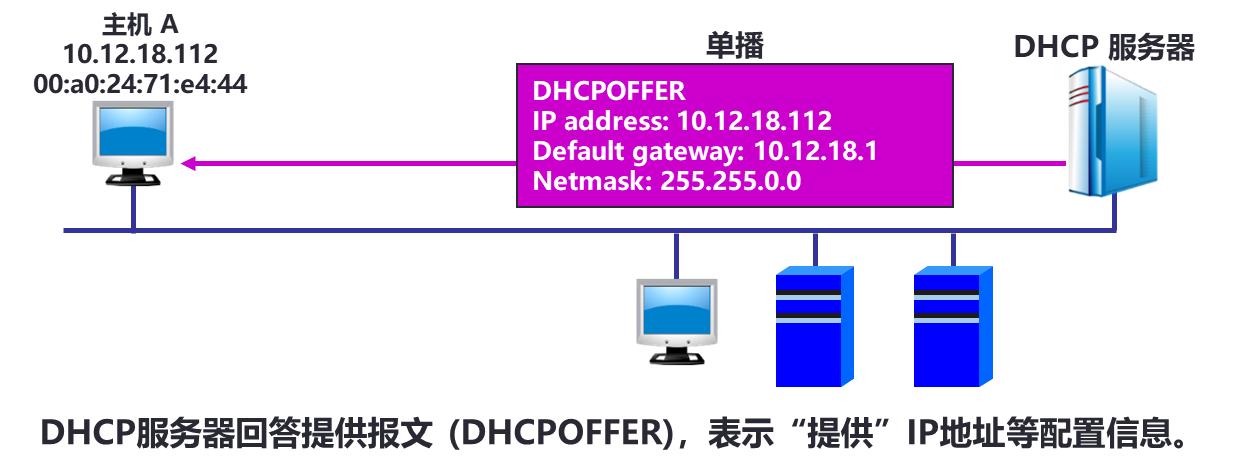 主机 A
10.12.18.112
00:a0:24:71:e4:44
单播
DHCP 服务器
DHCPOFFER
IP address: 10.12.18.112
Default gateway: 10.12.18.1
Netmask: 255.255.0.0
DHCP服务器回答提供报文 (DHCPOFFER)，表示“提供”IP地址等配置信息。